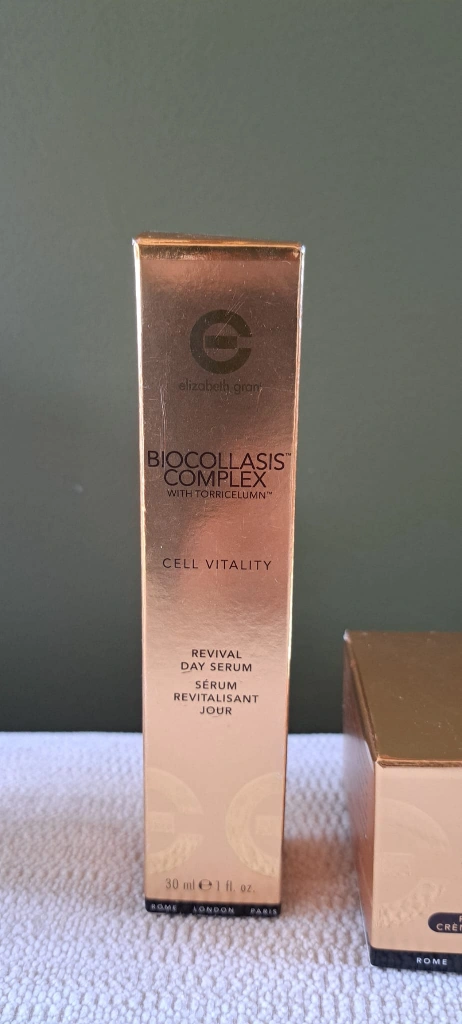 elizabeth grant
BIOCOLLASIS™
COMPLEX
WITH TORRICELUMN™
CELL VITALITY
REVIVAL
DAY SERUM
SÉRUM
REVITALISANT
JOUR
30 ml ℮ 1 fl. oz.
ROME LONDON PARIS
ROME